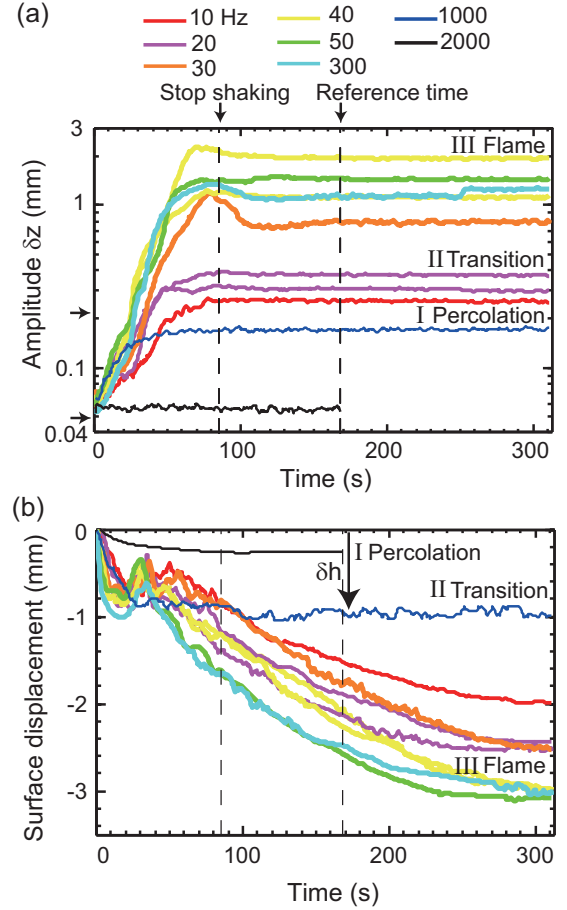 (a)
10 Hz 40 1000
20 50 2000
30 300
Stop shaking Reference time
3
III Flame
1
II Transition
I Percolation
0.1
0.04
Amplitude δz (mm)
0 100 200 300
Time (s)
(b)
0
I Percolation
δh
II Transition
-1
-2
III Flame
-3
Surface displacement (mm)
0 100 200 300
Time (s)